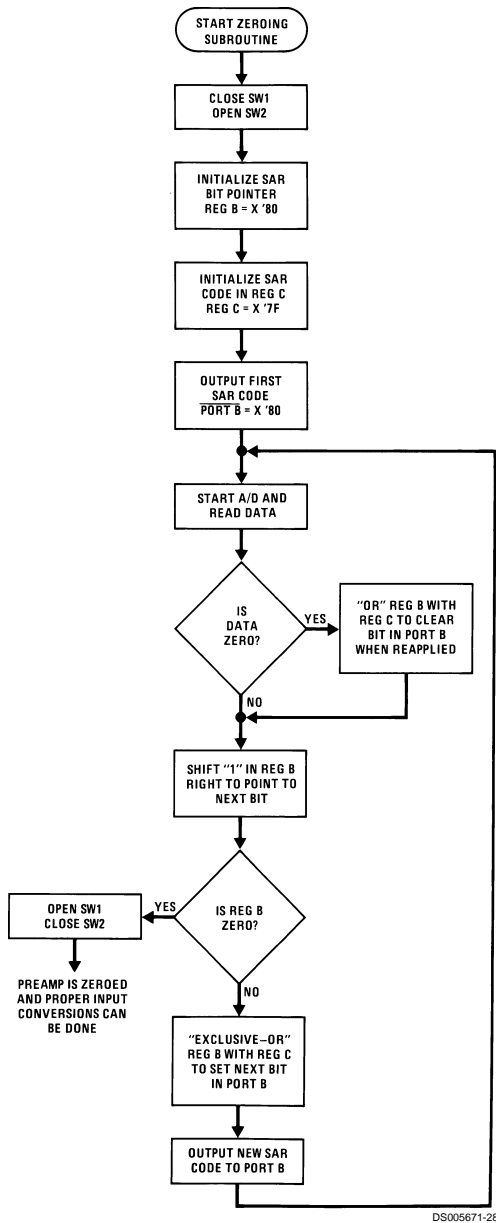 START ZEROING
SUBROUTINE
CLOSE SW1
OPEN SW2
INITIALIZE SAR
BIT POINTER
REG B = X '80
INITIALIZE SAR
CODE IN REG C
REG C = X '7F
OUTPUT FIRST
SAR CODE
PORT B = X '80
START A/D AND
READ DATA
IS
DATA
ZERO?
YES
"OR" REG B WITH
REG C TO CLEAR
BIT IN PORT B
WHEN REAPPLIED
NO
SHIFT "1" IN REG B
RIGHT TO POINT TO
NEXT BIT
IS REG B
ZERO?
YES
OPEN SW1
CLOSE SW2
PREAMP IS ZEROED
AND PROPER INPUT
CONVERSIONS CAN
BE DONE
NO
"EXCLUSIVE–OR"
REG B WITH REG C
TO SET NEXT BIT
IN PORT B
OUTPUT NEW SAR
CODE TO PORT B
DS005671-28